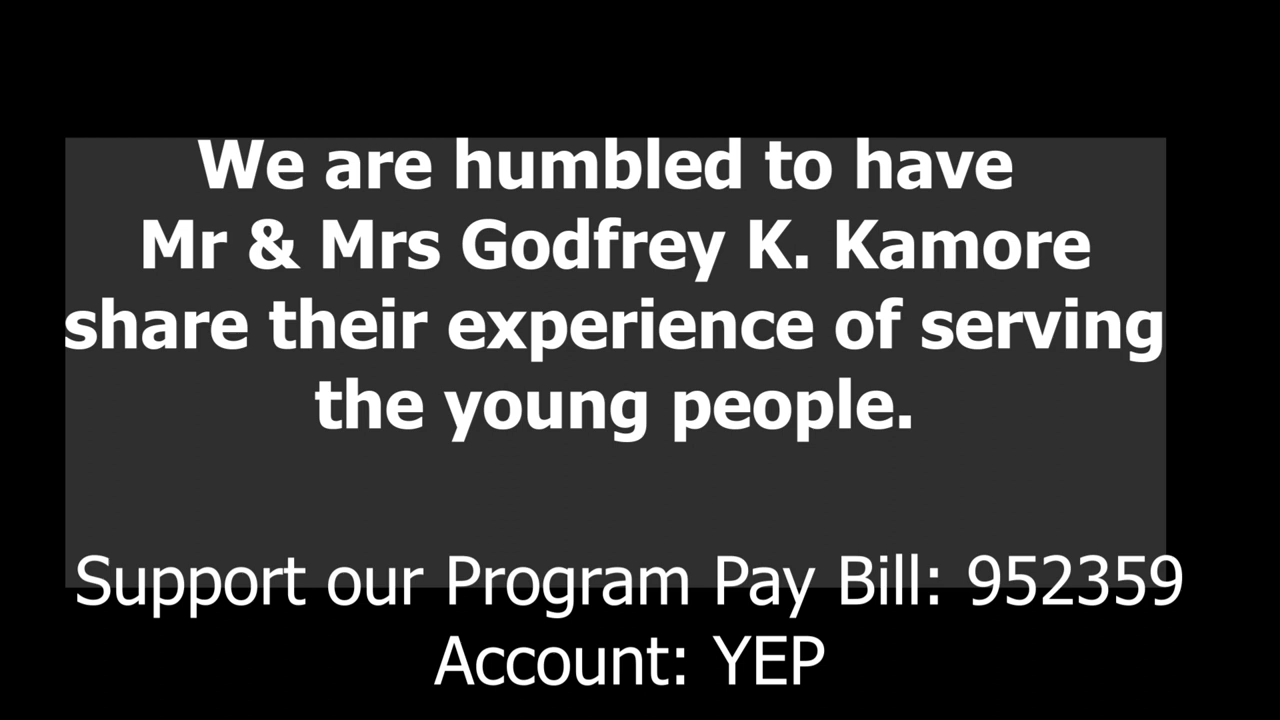 We are humbled to have
Mr & Mrs Godfrey K. Kamore
share their experience of serving
the young people.
Support our Program Pay Bill: 952359
Account: YEP